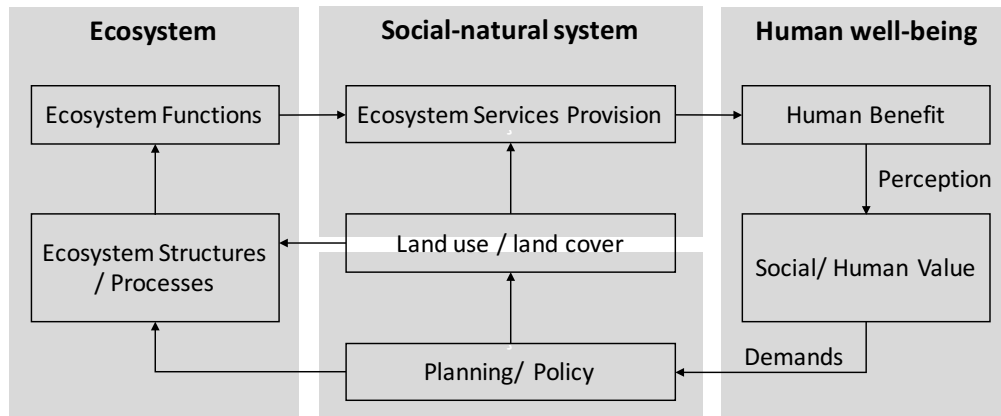 Ecosystem
Social-natural system
Human well-being
Ecosystem Functions
Ecosystem Services Provision
Human Benefit
Perception
Ecosystem Structures
/ Processes
Land use / land cover
Social/ Human Value
Demands
Planning/ Policy